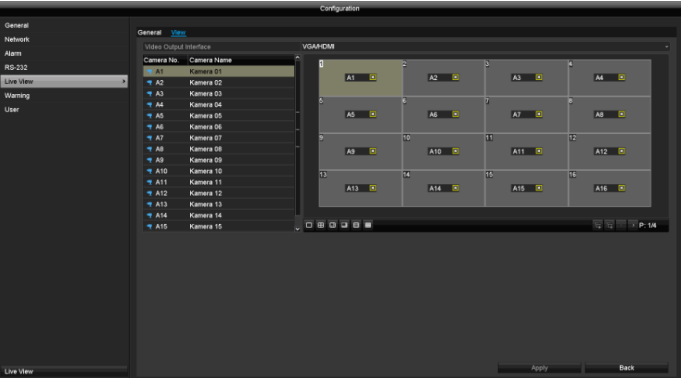 Configuration
General
Network
Alarm
RS-232
Live View
Warning
User
Live View
General View
Video Output Interface VGA/HDMI
Camera No. Camera Name
A1 Kamera 01
A2 Kamera 02
A3 Kamera 03
A4 Kamera 04
A5 Kamera 05
A6 Kamera 06
A7 Kamera 07
A8 Kamera 08
A9 Kamera 09
A10 Kamera 10
A11 Kamera 11
A12 Kamera 12
A13 Kamera 13
A14 Kamera 14
A15 Kamera 15
1 2 3 4
A1 A2 A3 A4
5 6 7 8
A5 A6 A7 A8
9 10 11 12
A9 A10 A11 A12
13 14 15 16
A13 A14 A15 A16
P: 1/4
Apply Back